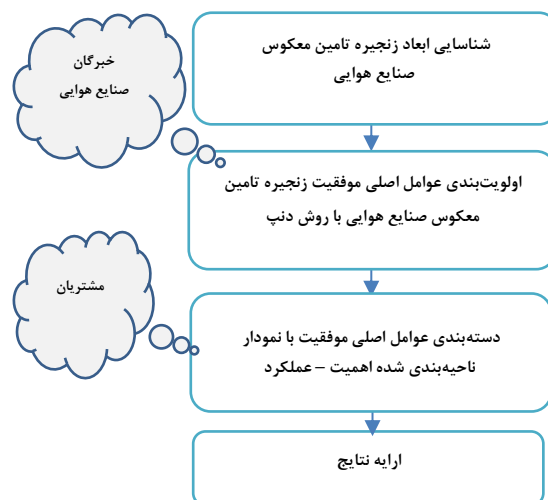 خبرگان
صنایع هوایی
شناسایی ابعاد زنجیره تامین معکوس
صنایع هوایی
اولویت‌بندی عوامل اصلی موفقیت زنجیره تامین
معکوس صنایع هوایی با روش دنپ
مشتریان
دسته‌بندی عوامل اصلی موفقیت با نمودار
ناحیه‌بندی شده اهمیت – عملکرد
ارایه نتایج